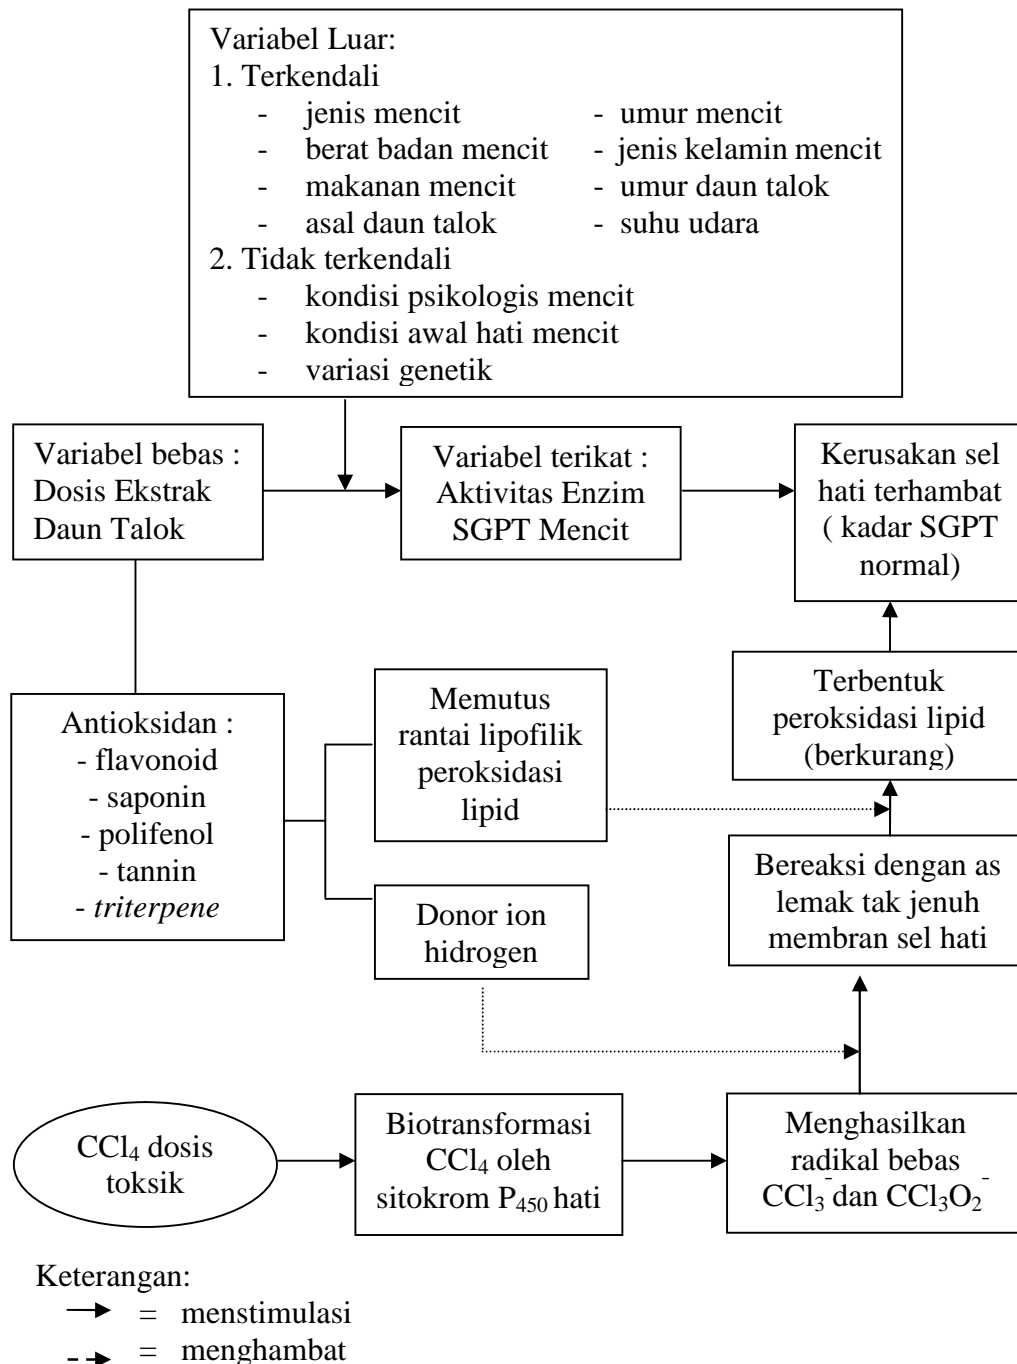 Variabel Luar:
1. Terkendali
- jenis mencit - umur mencit
- berat badan mencit - jenis kelamin mencit
- makanan mencit - umur daun talok
- asal daun talok - suhu udara
2. Tidak terkendali
- kondisi psikologis mencit
- kondisi awal hati mencit
- variasi genetik
Variabel bebas :
Dosis Ekstrak
Daun Talok
Variabel terikat :
Aktivitas Enzim
SGPT Mencit
Kerusakan sel
hati terhambat
( kadar SGPT
normal)
Antioksidan :
- flavonoid
- saponin
- polifenol
- tannin
- triterpene
Memutus
rantai lipofilik
peroksidasi
lipid
Terbentuk
peroksidasi lipid
(berkurang)
Donor ion
hidrogen
Bereaksi dengan as
lemak tak jenuh
membran sel hati
CCl₄ dosis
toksik
Biotransformasi
CCl₄ oleh
sitokrom P₄₅₀ hati
Menghasilkan
radikal bebas
CCl₃⁻ dan CCl₃O₂⁻
Keterangan:
= menstimulasi
= menghambat